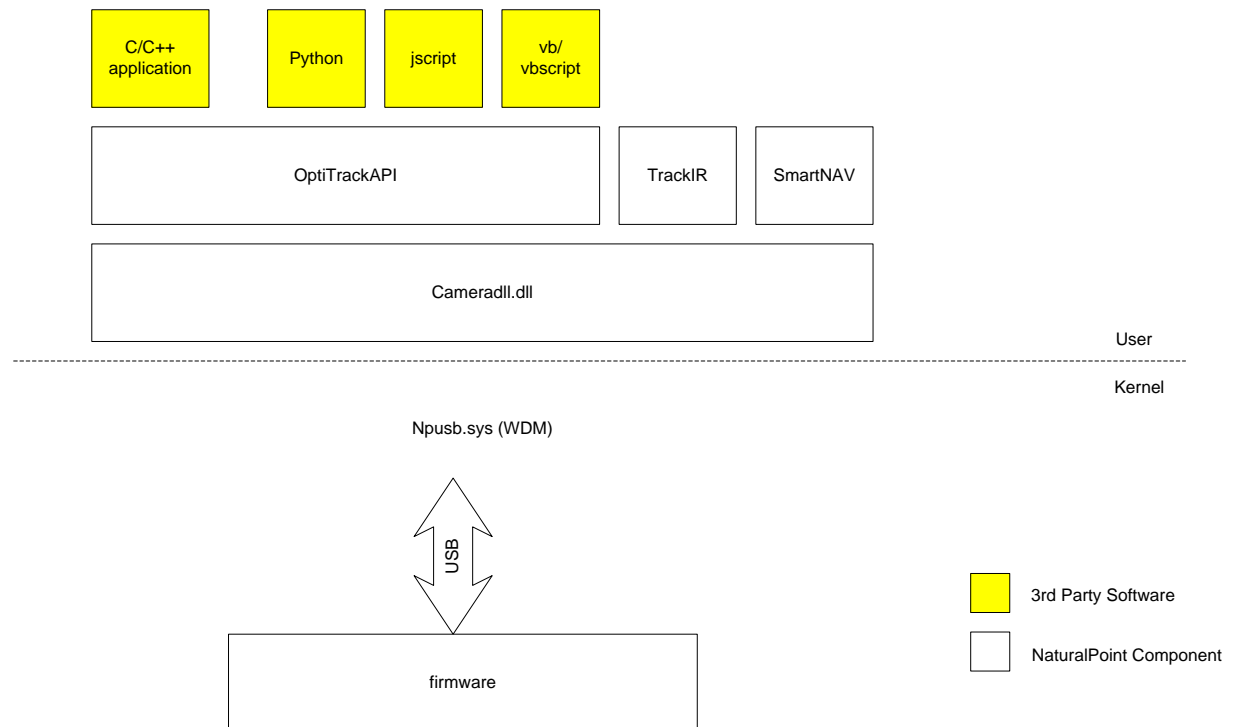 C/C++
application
Python
jscript
vb/
vbscript
OptiTrackAPI
TrackIR
SmartNAV
Cameradll.dll
User
Kernel
Npusb.sys (WDM)
USB
3rd Party Software
NaturalPoint Component
firmware